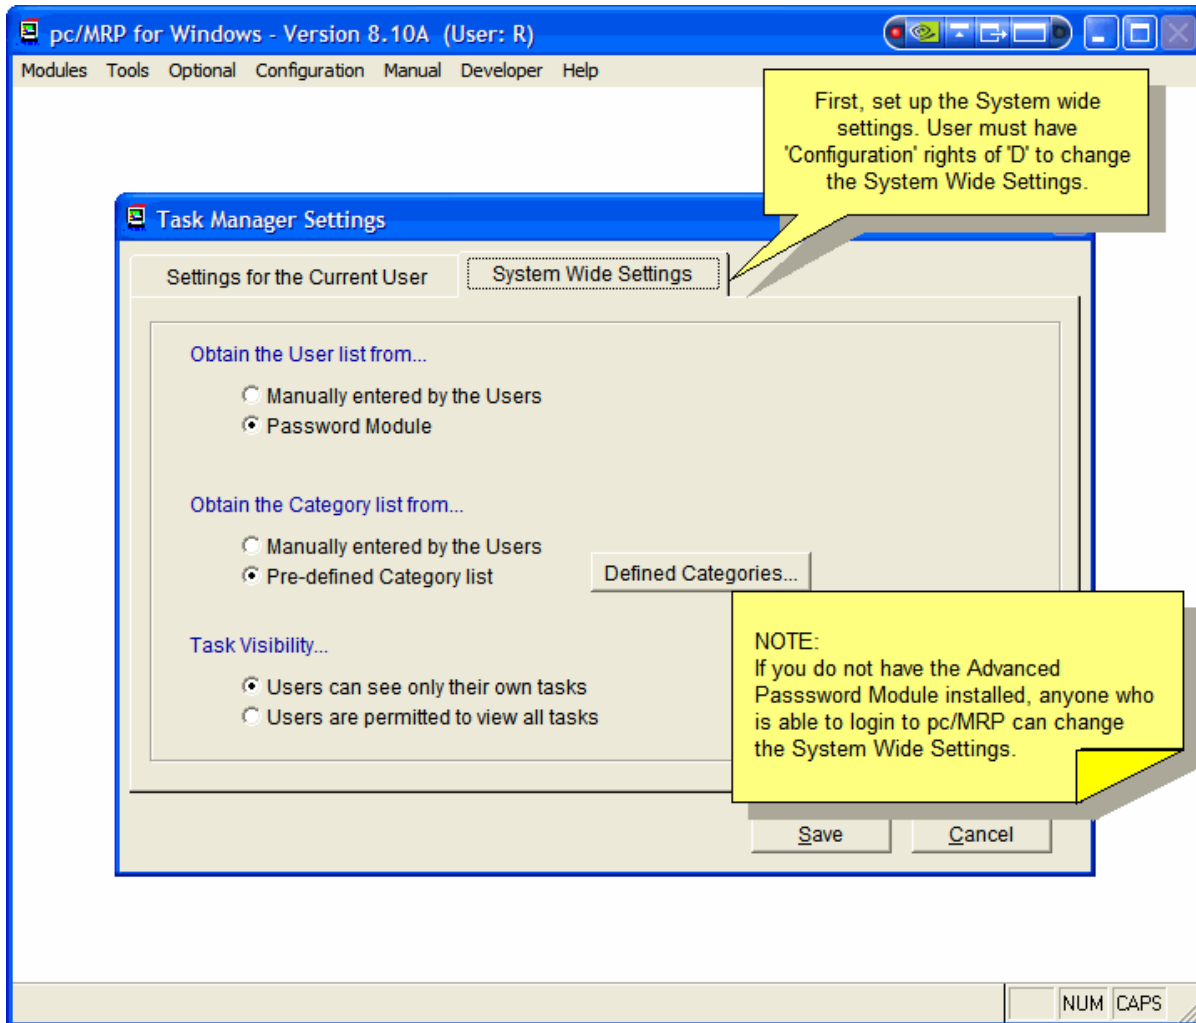 pc/MRP for Windows - Version 8.10A (User: R)
Modules Tools Optional Configuration Manual Developer Help
First, set up the System wide
settings. User must have
'Configuration' rights of 'D' to change
the System Wide Settings.
Task Manager Settings
Settings for the Current User
System Wide Settings
Obtain the User list from...
Manually entered by the Users
Password Module
Obtain the Category list from...
Manually entered by the Users
Pre-defined Category list
Defined Categories...
Task Visibility...
Users can see only their own tasks
Users are permitted to view all tasks
NOTE:
If you do not have the Advanced
Passsword Module installed, anyone who
is able to login to pc/MRP can change
the System Wide Settings.
Save Cancel
NUM CAPS